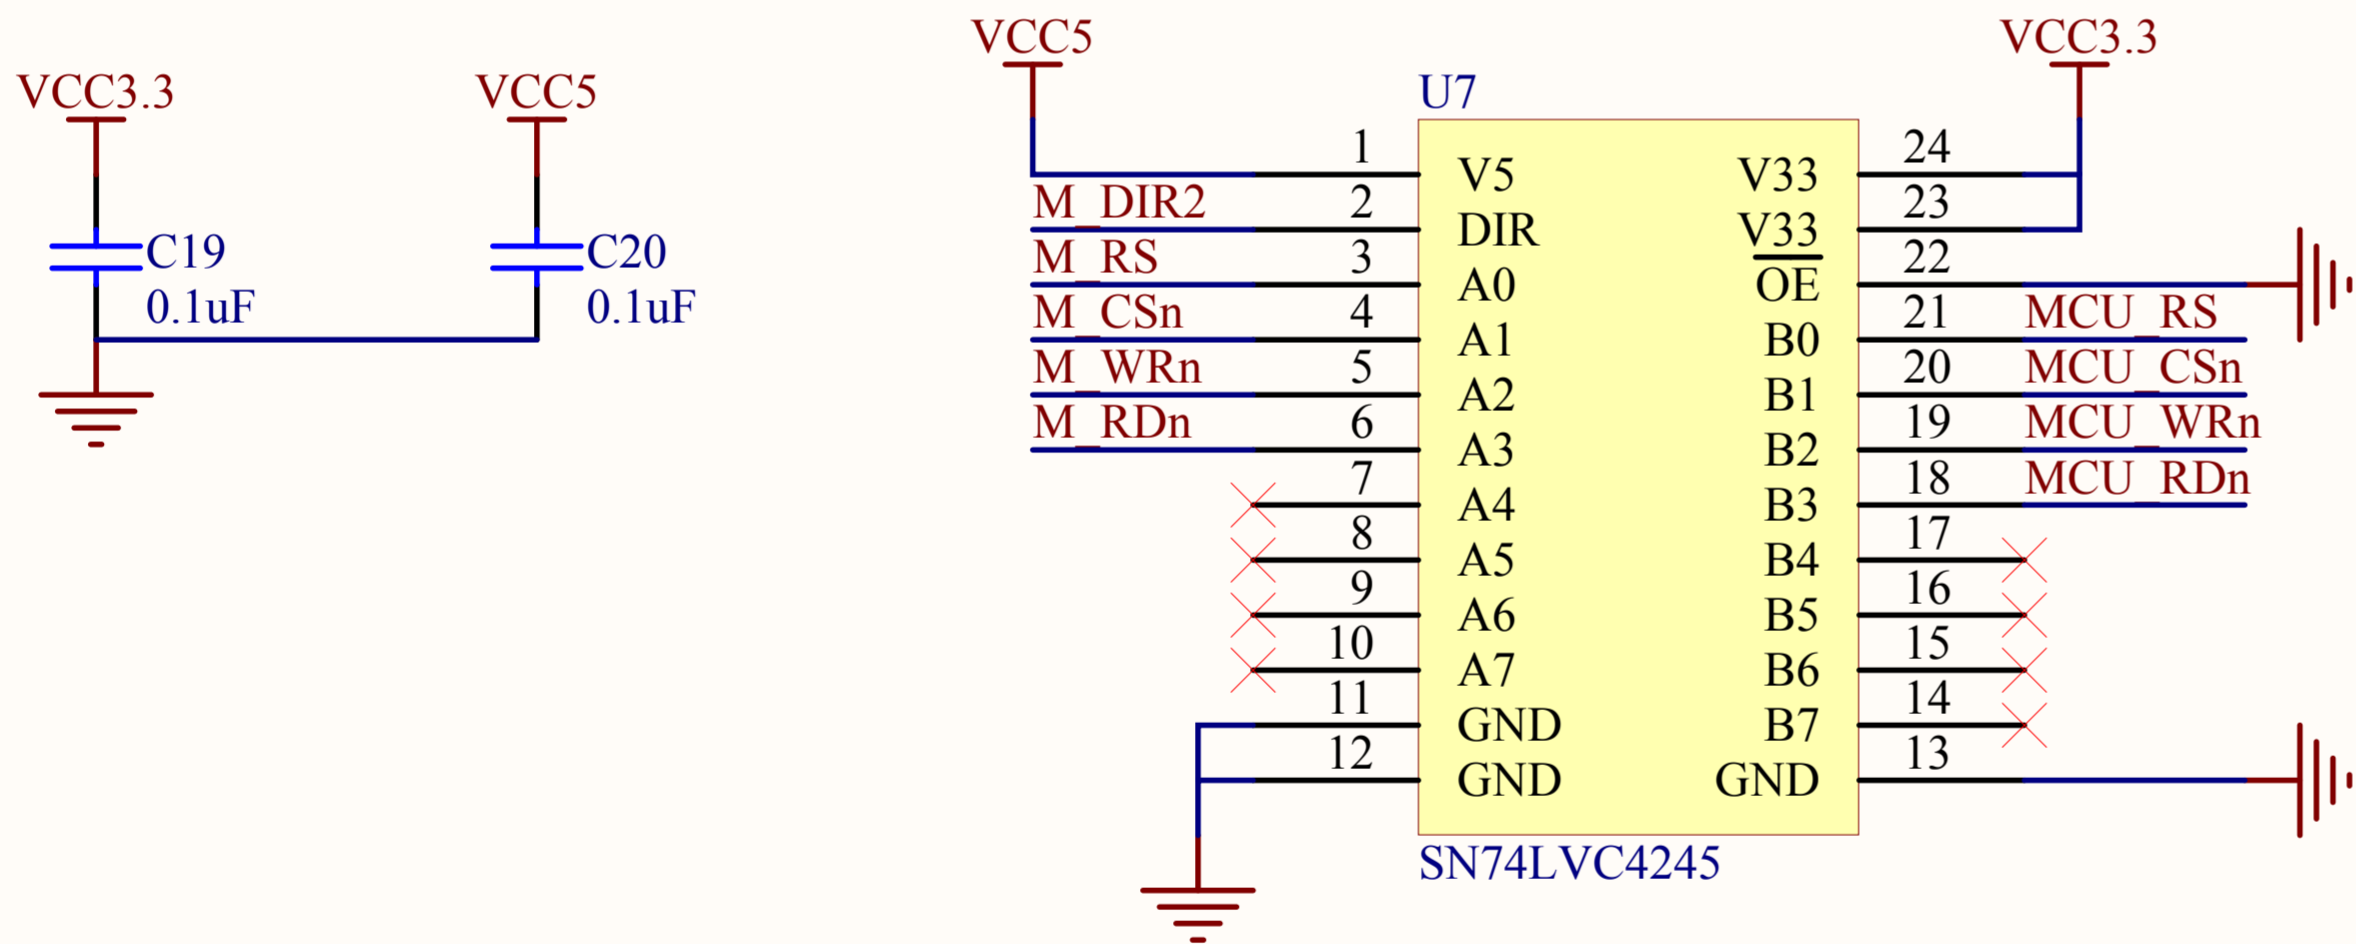 VCC3.3
VCC5
C19
0.1uF
C20
0.1uF
VCC5
VCC3.3
U7
1 V5 V33 24
M_DIR2 2 DIR V33 23
M_RS 3 A0 OE 22
M_CSn 4 A1 B0 21 MCU_RS
M_WRn 5 A2 B1 20 MCU_CSn
M_RDn 6 A3 B2 19 MCU_WRn
7 A4 B3 18 MCU_RDn
8 A5 B4 17
9 A6 B5 16
10 A7 B6 15
11 GND B7 14
12 GND GND 13
SN74LVC4245